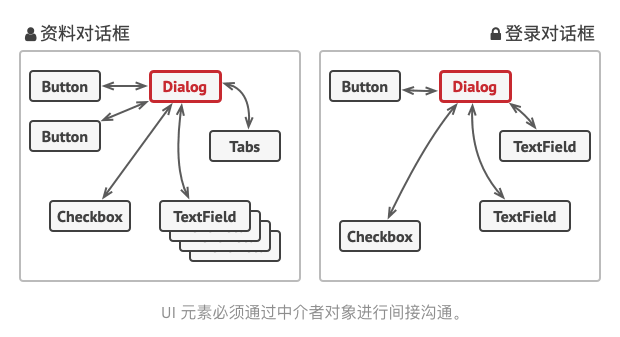 资料对话框
登录对话框
Button
Dialog
Button
Tabs
Checkbox
TextField
Button
Dialog
TextField
TextField
Checkbox
UI 元素必须通过中介者对象进行间接沟通。